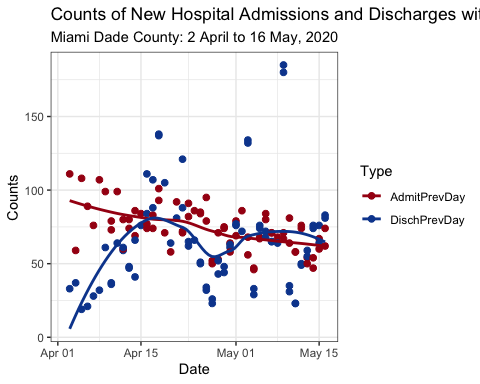 Counts of New Hospital Admissions and Discharges wit
Miami Dade County: 2 April to 16 May, 2020
150
100
50
0
Counts
Apr 01 Apr 15 May 01 May 15
Date
Type
AdmitPrevDay
DischPrevDay